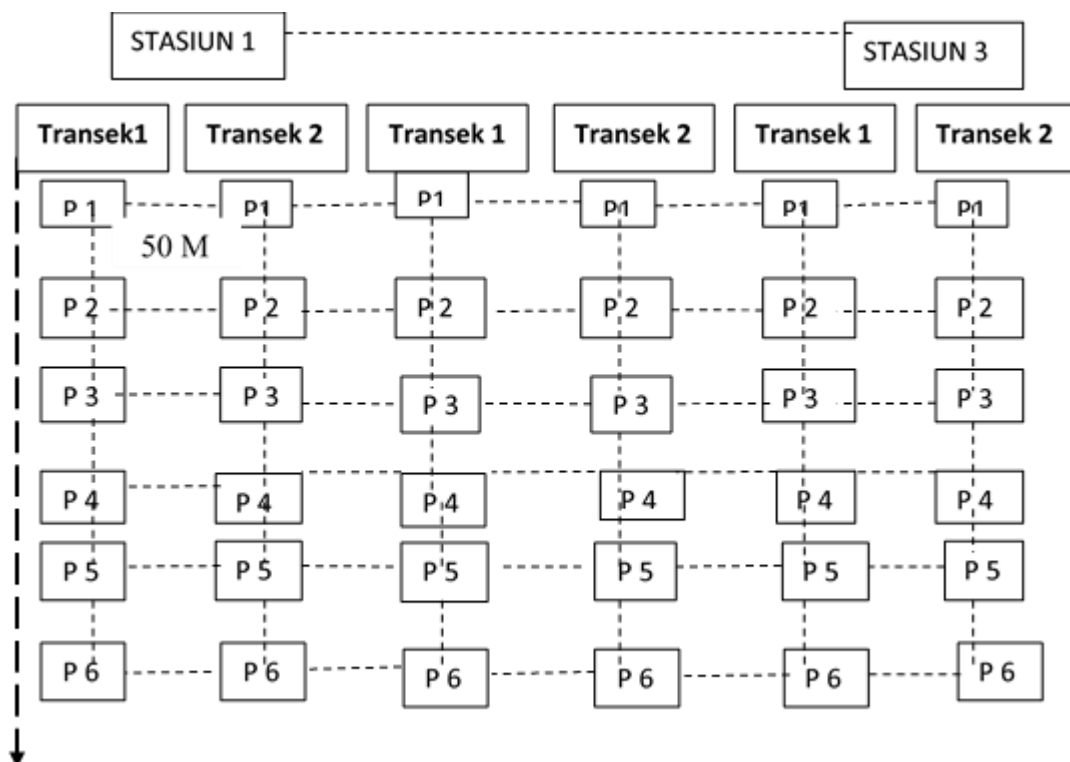 STASIUN 1
STASIUN 3
Transek1 Transek 2 Transek 1 Transek 2 Transek 1 Transek 2
P 1 P1 P1 P1 P1 P1
50 M
P 2 P 2 P 2 P 2 P 2 P 2
P 3 P 3 P 3 P 3 P 3 P 3
P 4 P 4 P 4 P 4 P 4 P 4
P 5 P 5 P 5 P 5 P 5 P 5
P 6 P 6 P 6 P 6 P 6 P 6